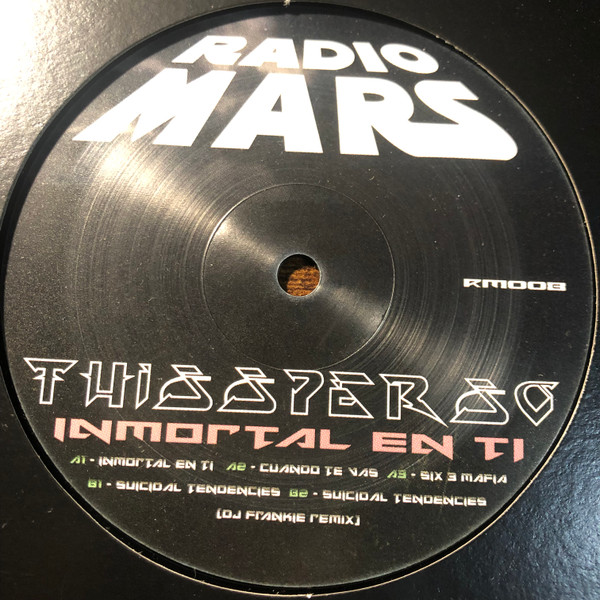 RADIO
MARS
RM008
THISSPERSO
INMORTAL EN TI
A1 - INMORTAL EN TI A2 - CUANDO TE VAS A3 - SIX 3 MAFIA
B1 - SUICIDAL TENDENCIES B2 - SUICIDAL TENDENCIES
[DJ FRANKIE REMIX]